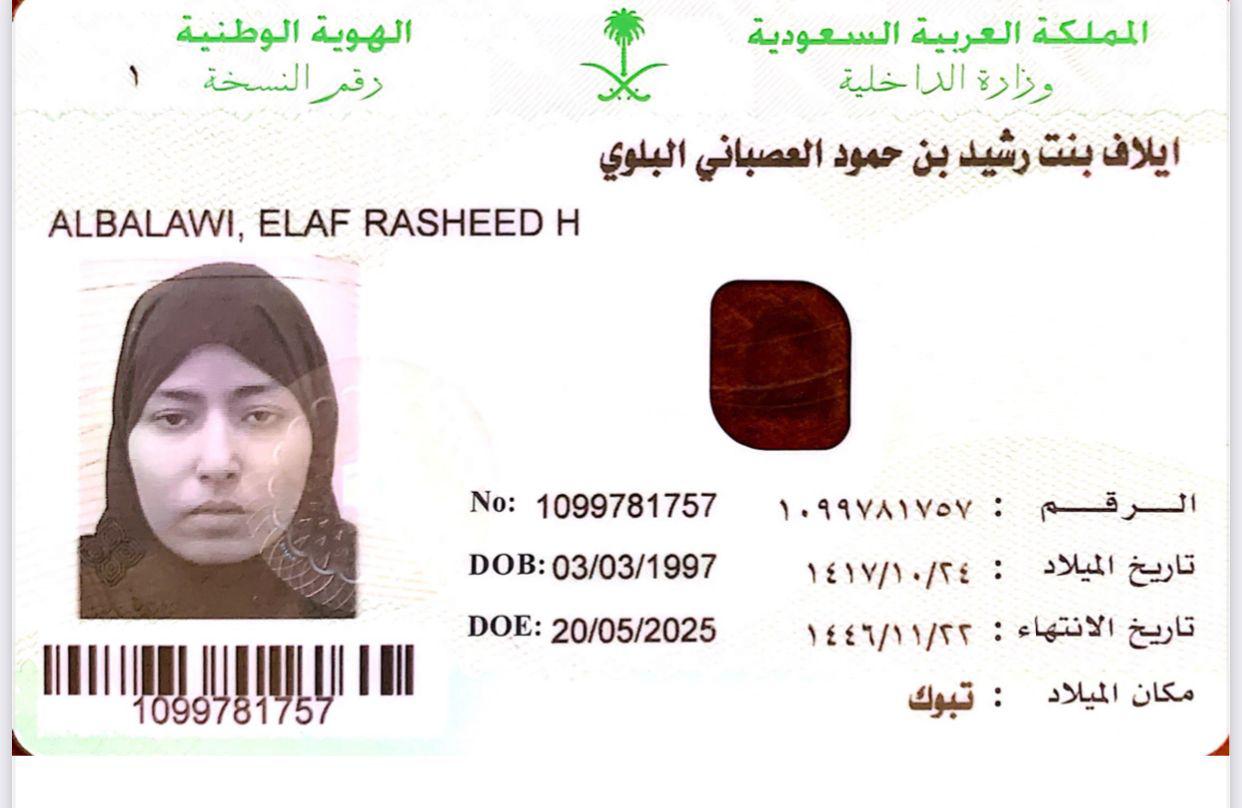 المملكة العربية السعودية
وزارة الداخلية
الهوية الوطنية
رقم النسخة ١
ايلاف بنت رشيد بن حمود العصباني البلوي
ALBALAWI, ELAF RASHEED H
الـــرقـــم : ١٠٩٩٧٨١٧٥٧ No: 1099781757
تاريخ الميلاد : ١٤١٧/١٠/٢٤ DOB: 03/03/1997
تاريخ الانتهاء : ١٤٤٦/١١/٢٢ DOE: 20/05/2025
مكان الميلاد : تبوك
1099781757